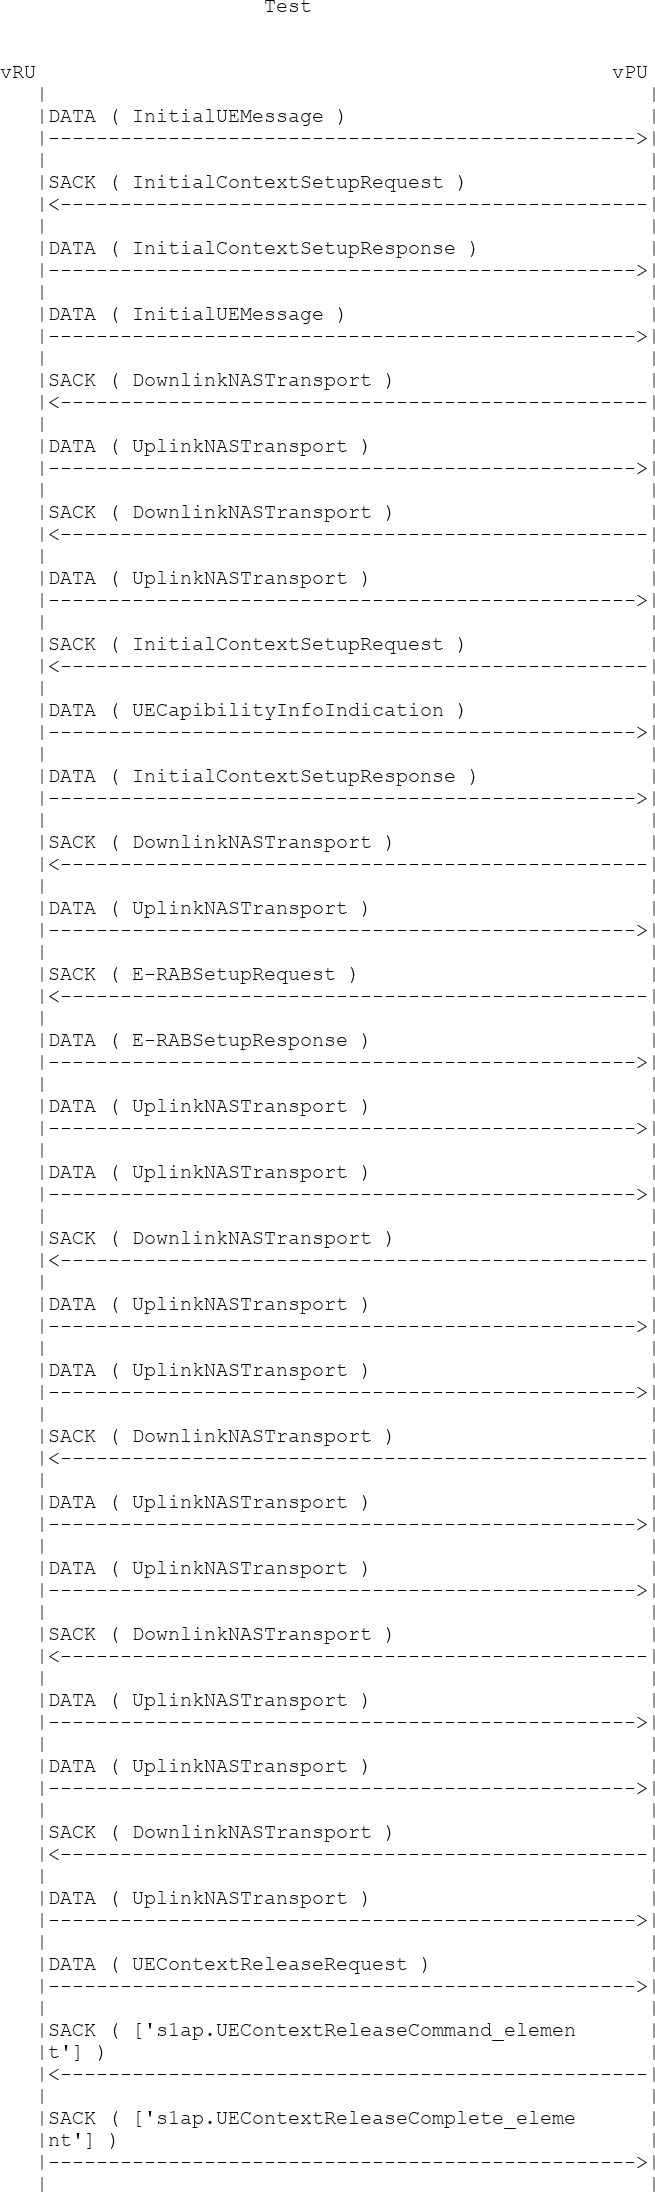 Test
vRU vPU
DATA ( InitialUEMessage )
SACK ( InitialContextSetupRequest )
DATA ( InitialContextSetupResponse )
DATA ( InitialUEMessage )
SACK ( DownlinkNASTransport )
DATA ( UplinkNASTransport )
SACK ( DownlinkNASTransport )
DATA ( UplinkNASTransport )
SACK ( InitialContextSetupRequest )
DATA ( UECapibilityInfoIndication )
DATA ( InitialContextSetupResponse )
SACK ( DownlinkNASTransport )
DATA ( UplinkNASTransport )
SACK ( E-RABSetupRequest )
DATA ( E-RABSetupResponse )
DATA ( UplinkNASTransport )
DATA ( UplinkNASTransport )
SACK ( DownlinkNASTransport )
DATA ( UplinkNASTransport )
DATA ( UplinkNASTransport )
SACK ( DownlinkNASTransport )
DATA ( UplinkNASTransport )
DATA ( UplinkNASTransport )
SACK ( DownlinkNASTransport )
DATA ( UplinkNASTransport )
DATA ( UplinkNASTransport )
SACK ( DownlinkNASTransport )
DATA ( UplinkNASTransport )
DATA ( UEContextReleaseRequest )
SACK ( ['s1ap.UEContextReleaseCommand_elemen
t'] )
SACK ( ['s1ap.UEContextReleaseComplete_eleme
nt'] )